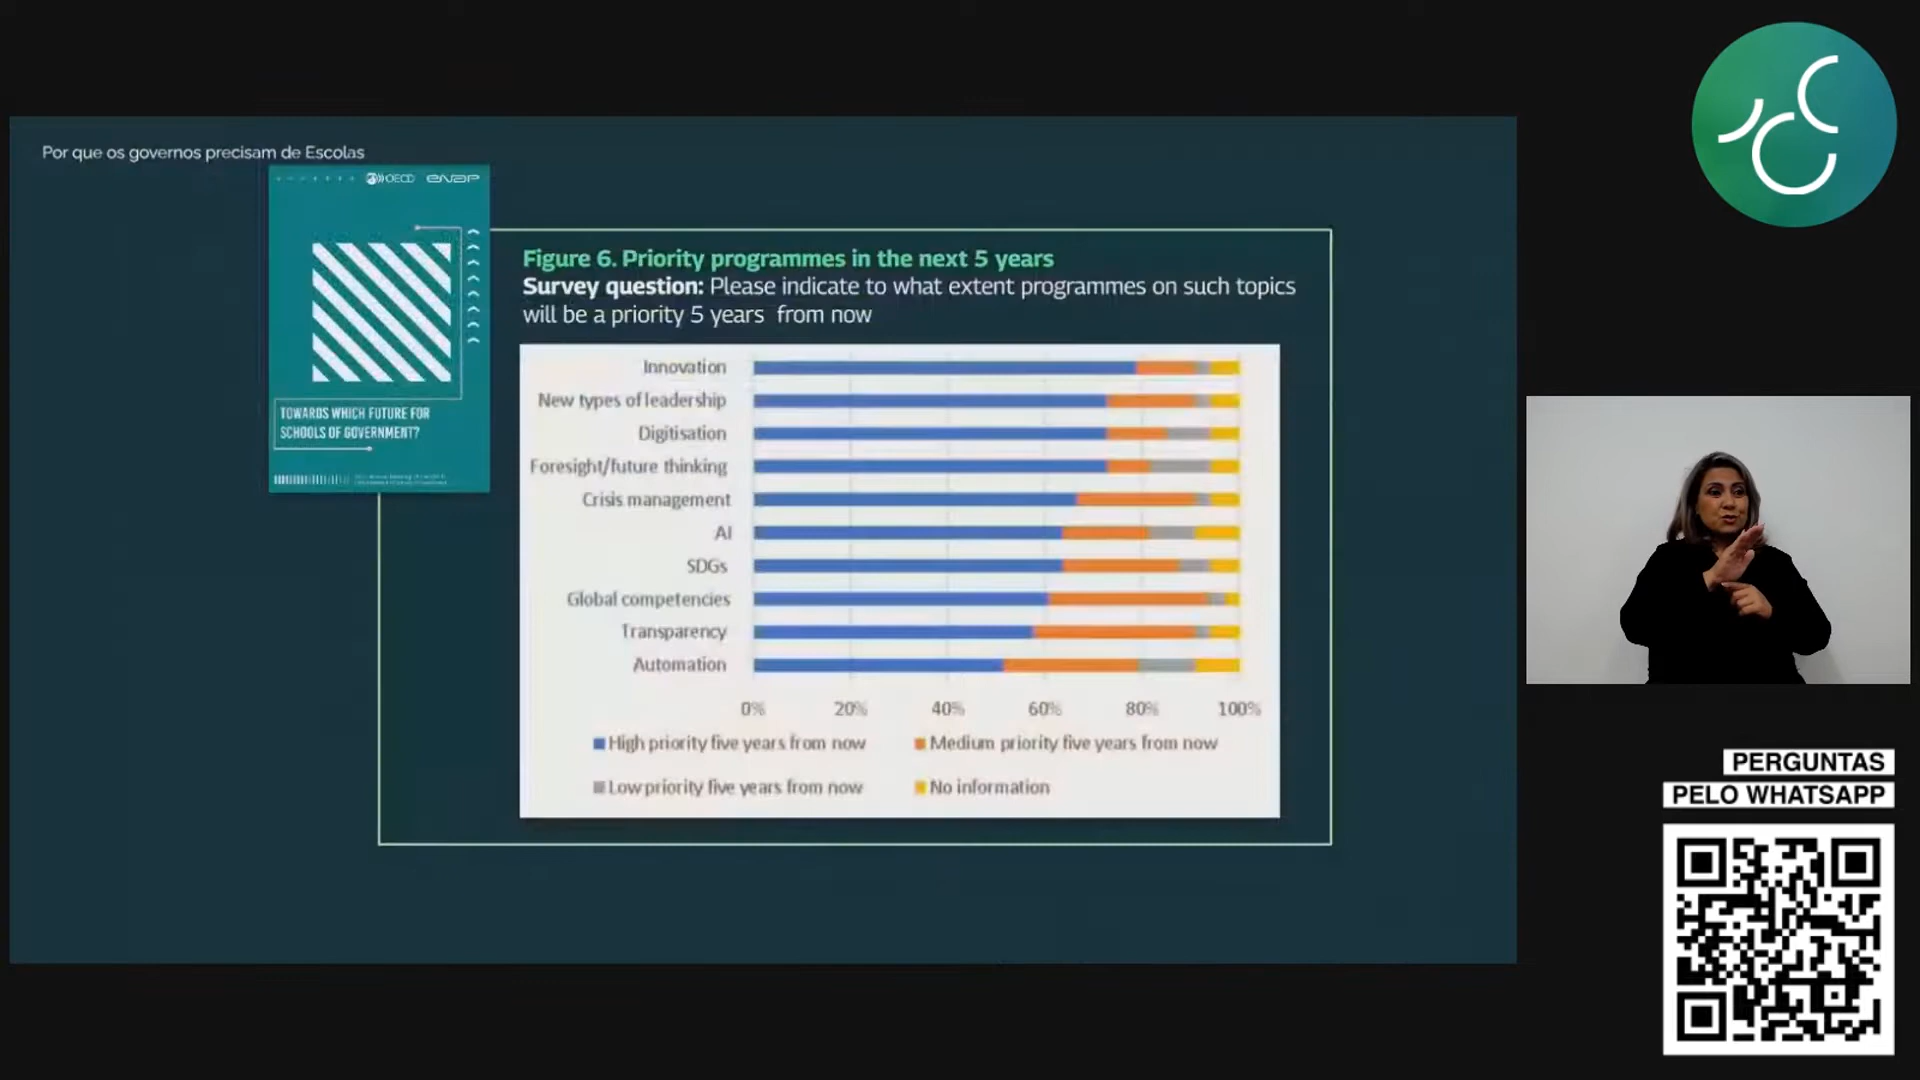 Por que os governos precisam de Escolas
OECD enap
TOWARDS WHICH FUTURE FOR
SCHOOLS OF GOVERNMENT?
Figure 6. Priority programmes in the next 5 years
Survey question: Please indicate to what extent programmes on such topics
will be a priority 5 years from now
Innovation
New types of leadership
Digitisation
Foresight/future thinking
Crisis management
AI
SDGs
Global competencies
Transparency
Automation
0% 20% 40% 60% 80% 100%
High priority five years from now Medium priority five years from now
Low priority five years from now No information
PERGUNTAS
PELO WHATSAPP